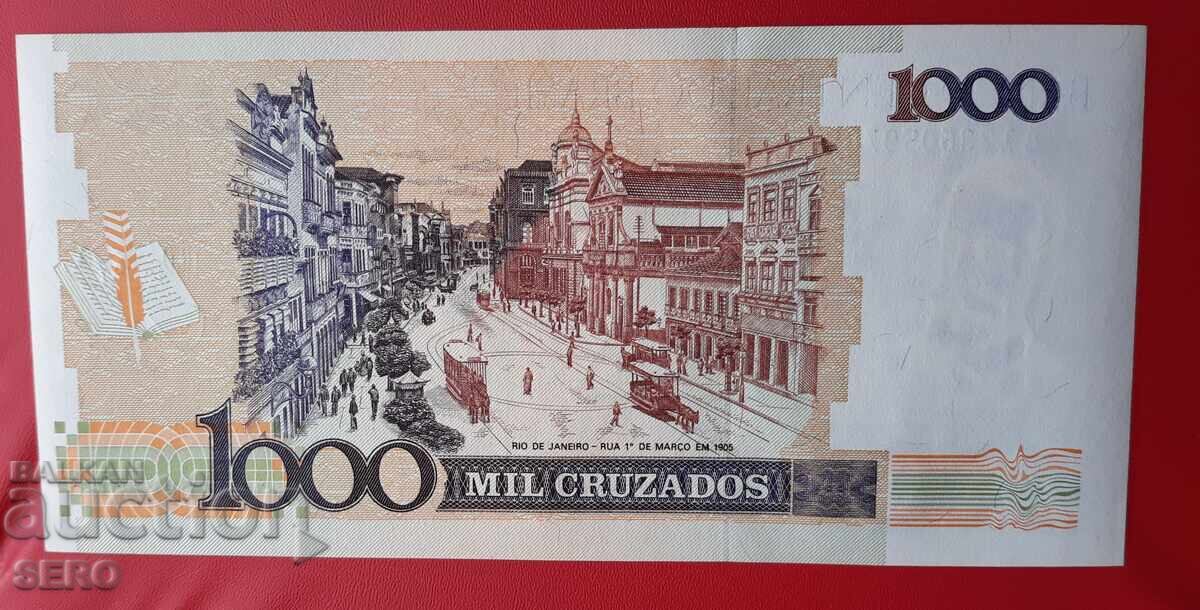 1000
RIO DE JANEIRO – RUA 1º DE MARÇO EM 1905
1000
MIL CRUZADOS
BALKAN
auction
SERO